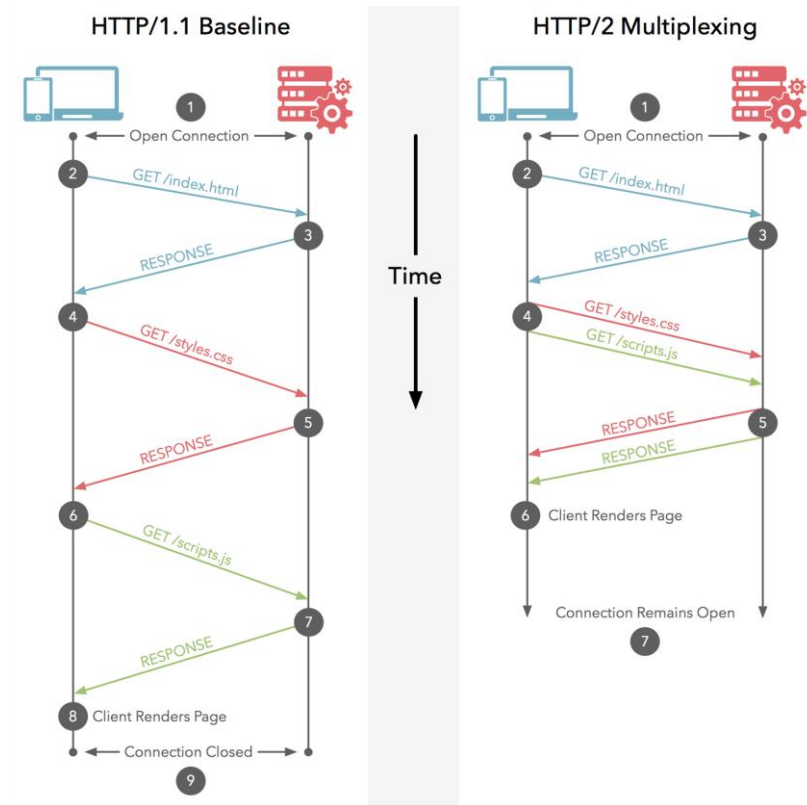 HTTP/1.1 Baseline
1
Open Connection
2
GET /index.html
3
RESPONSE
4
GET /styles.css
5
RESPONSE
6
GET /scripts.js
7
RESPONSE
8 Client Renders Page
Connection Closed
9
Time
HTTP/2 Multiplexing
1
Open Connection
2
GET /index.html
3
RESPONSE
4
GET /styles.css
GET /scripts.js
5
RESPONSE
RESPONSE
6 Client Renders Page
Connection Remains Open
7